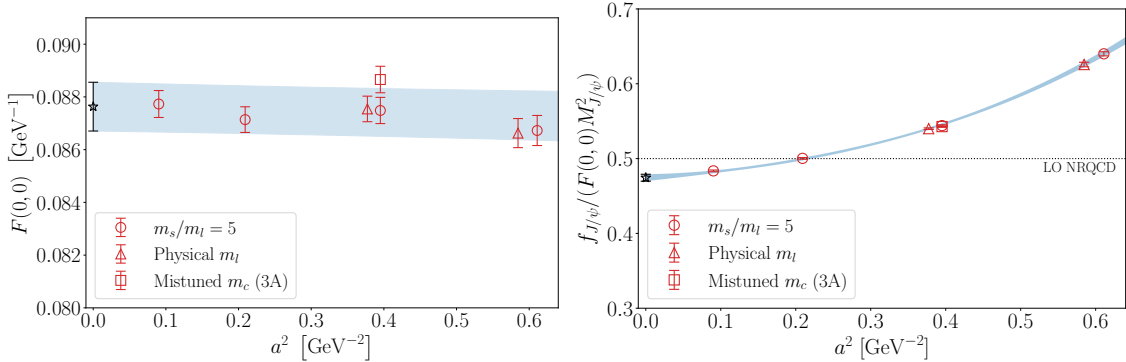 0.090
0.088
0.086
0.084
0.082
0.080
F(0, 0) [GeV⁻¹]
m_s/m_l = 5
Physical m_l
Mistuned m_c (3A)
0.0 0.1 0.2 0.3 0.4 0.5 0.6
a² [GeV⁻²]
0.7
0.6
0.5
0.4
0.3
f_{J/ψ}/(F(0, 0)M²_{J/ψ})
LO NRQCD
m_s/m_l = 5
Physical m_l
Mistuned m_c (3A)
0.0 0.1 0.2 0.3 0.4 0.5 0.6
a² [GeV⁻²]